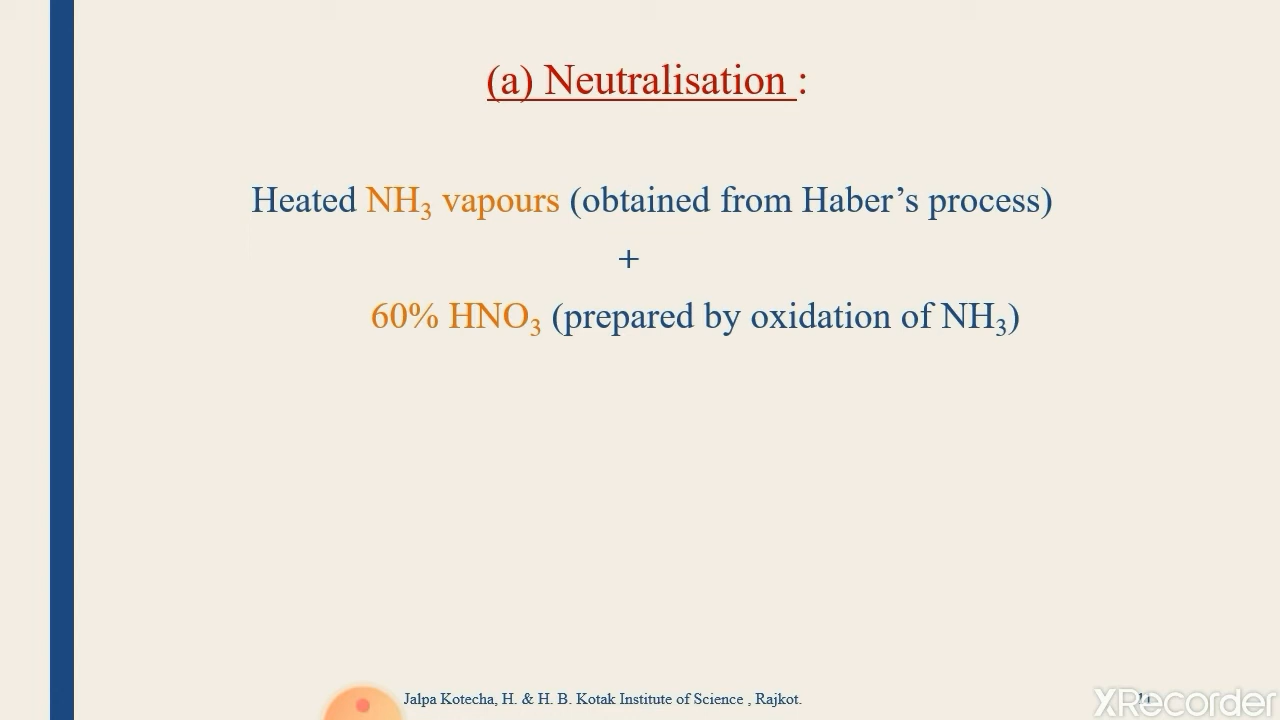 (a) Neutralisation :
Heated NH₃ vapours (obtained from Haber’s process)
+
60% HNO₃ (prepared by oxidation of NH₃)
Jalpa Kotecha, H. & H. B. Kotak Institute of Science , Rajkot.
XRecorder